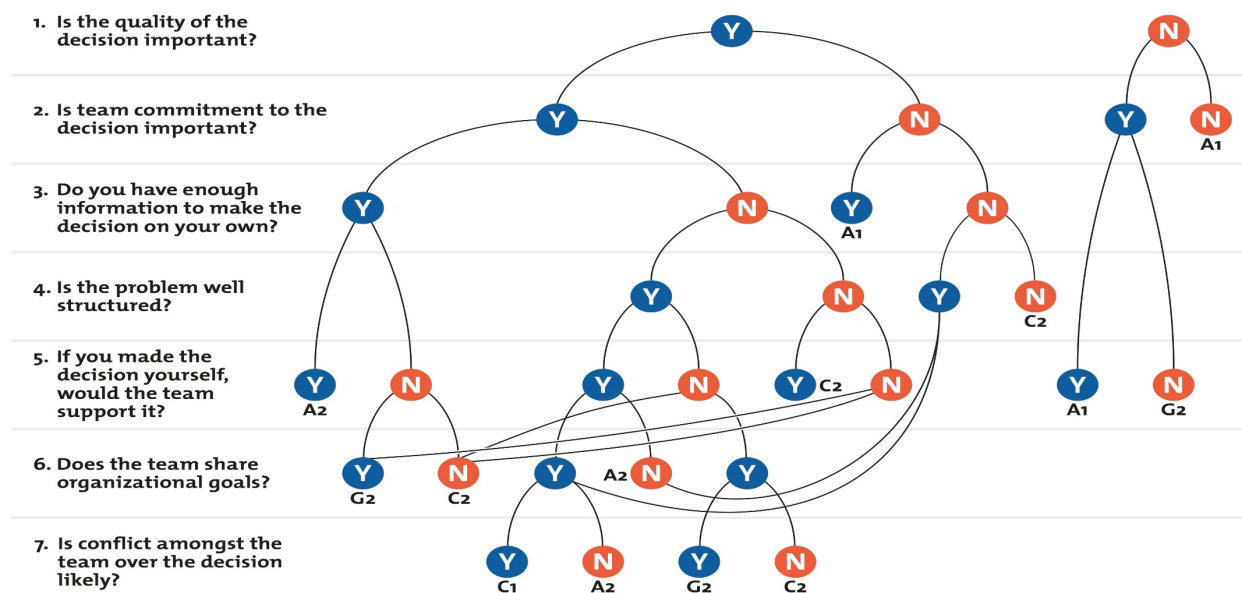 1. Is the quality of the
decision important?
Y
N
2. Is team commitment to the
decision important?
Y
N
Y
N
A1
3. Do you have enough
information to make the
decision on your own?
Y
N
Y
A1
N
4. Is the problem well
structured?
Y
N
Y
N
C2
5. If you made the
decision yourself,
would the team
support it?
Y
A2
N
Y
N
Y C2
N
Y
A1
N
G2
6. Does the team share
organizational goals?
Y
G2
N
C2
Y
A2 N
Y
7. Is conflict amongst the
team over the decision
likely?
Y
C1
N
A2
Y
G2
N
C2